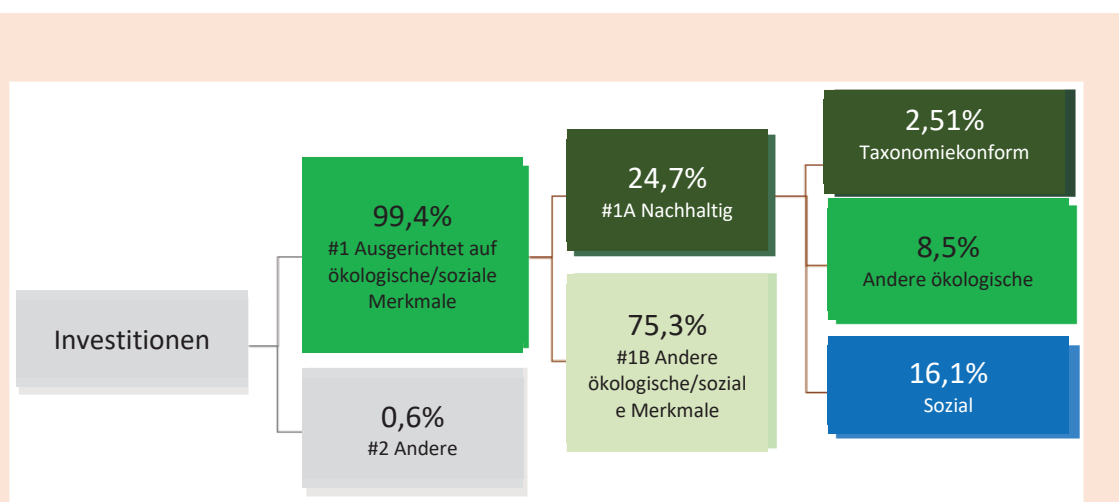 Investitionen
99,4%
#1 Ausgerichtet auf
ökologische/soziale
Merkmale
0,6%
#2 Andere
24,7%
#1A Nachhaltig
75,3%
#1B Andere
ökologische/sozial
e Merkmale
2,51%
Taxonomiekonform
8,5%
Andere ökologische
16,1%
Sozial